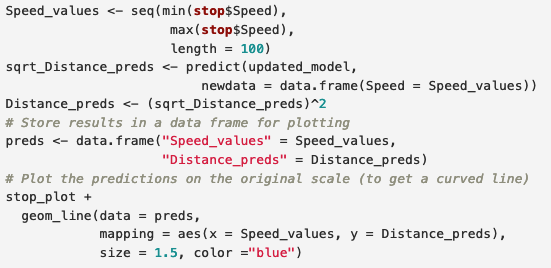 Speed_values <- seq(min(stop$Speed),
                    max(stop$Speed),
                    length = 100)
sqrt_Distance_preds <- predict(updated_model,
                        newdata = data.frame(Speed = Speed_values))
Distance_preds <- (sqrt_Distance_preds)^2
# Store results in a data frame for plotting
preds <- data.frame("Speed_values" = Speed_values,
                   "Distance_preds" = Distance_preds)
# Plot the predictions on the original scale (to get a curved line)
stop_plot +
  geom_line(data = preds,
            mapping = aes(x = Speed_values, y = Distance_preds),
            size = 1.5, color ="blue")